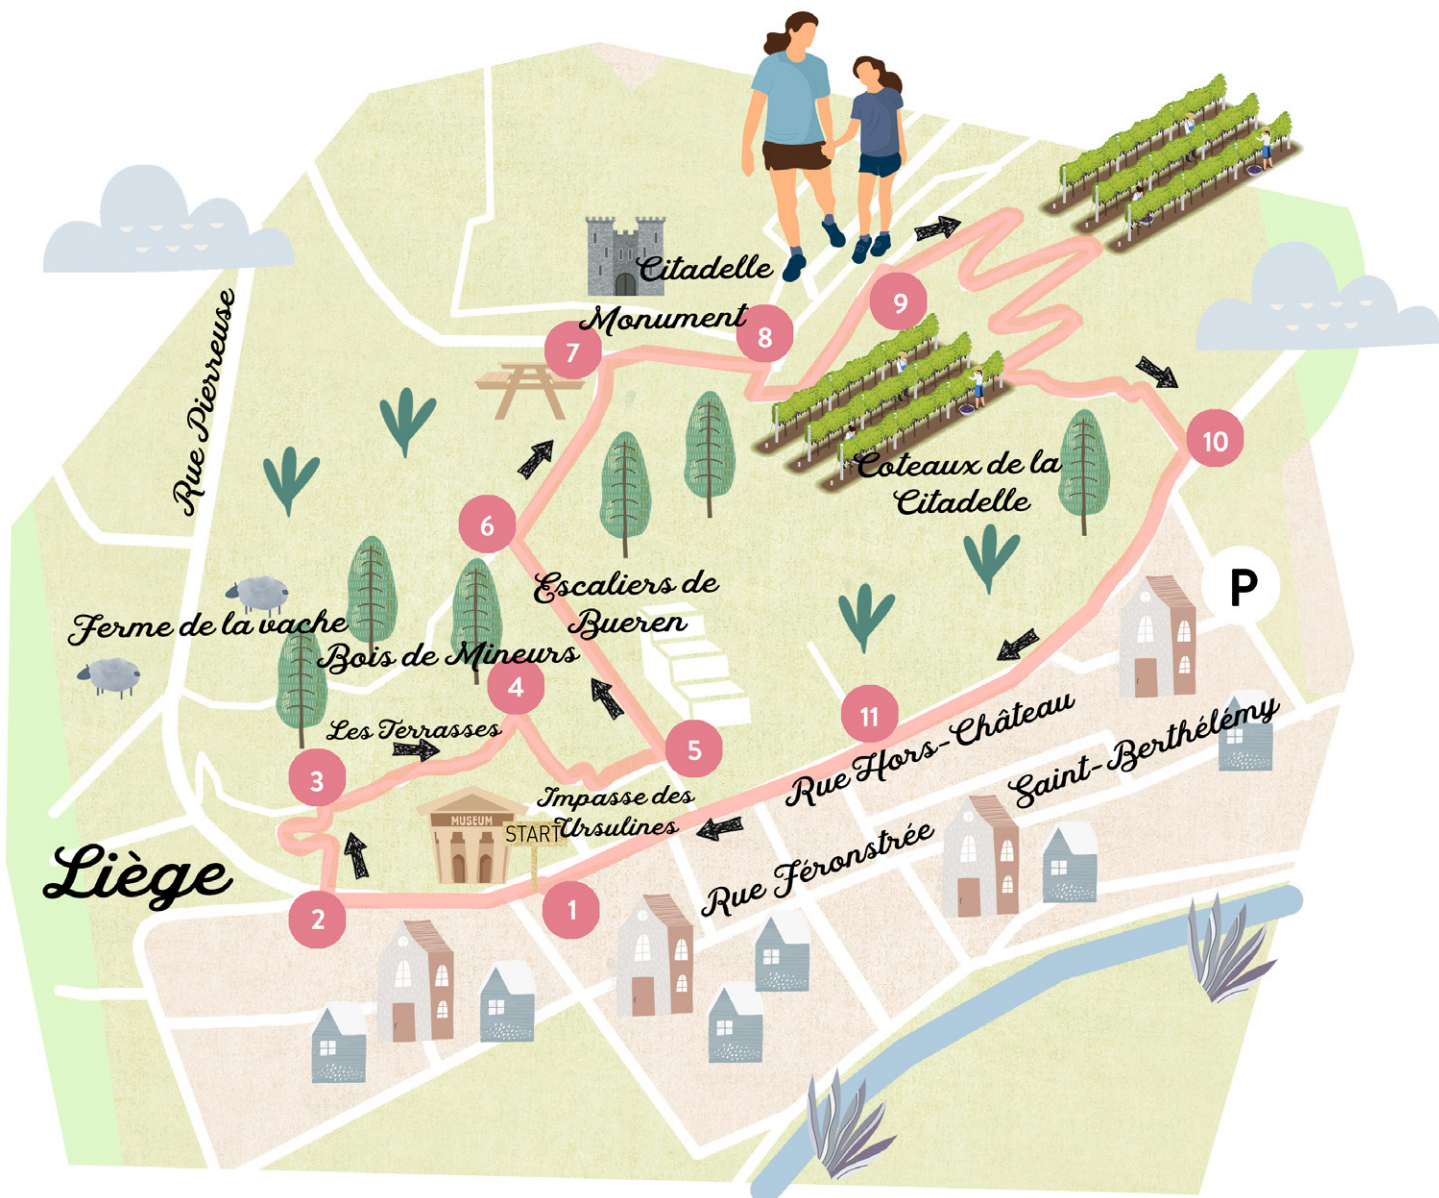 Citadelle
Monument
8
7
9
Rue Pierreuse
10
Coteaux de la
Citadelle
6
P
Escaliers de
Bueren
Ferme de la vache
Bois de Mineurs
4
11
Les Terrasses
5
3
Rue Hors-Château
Saint-Berthélémy
Impasse des
Ursulines
MUSEUM
START
Liège
Rue Féronstrée
2
1